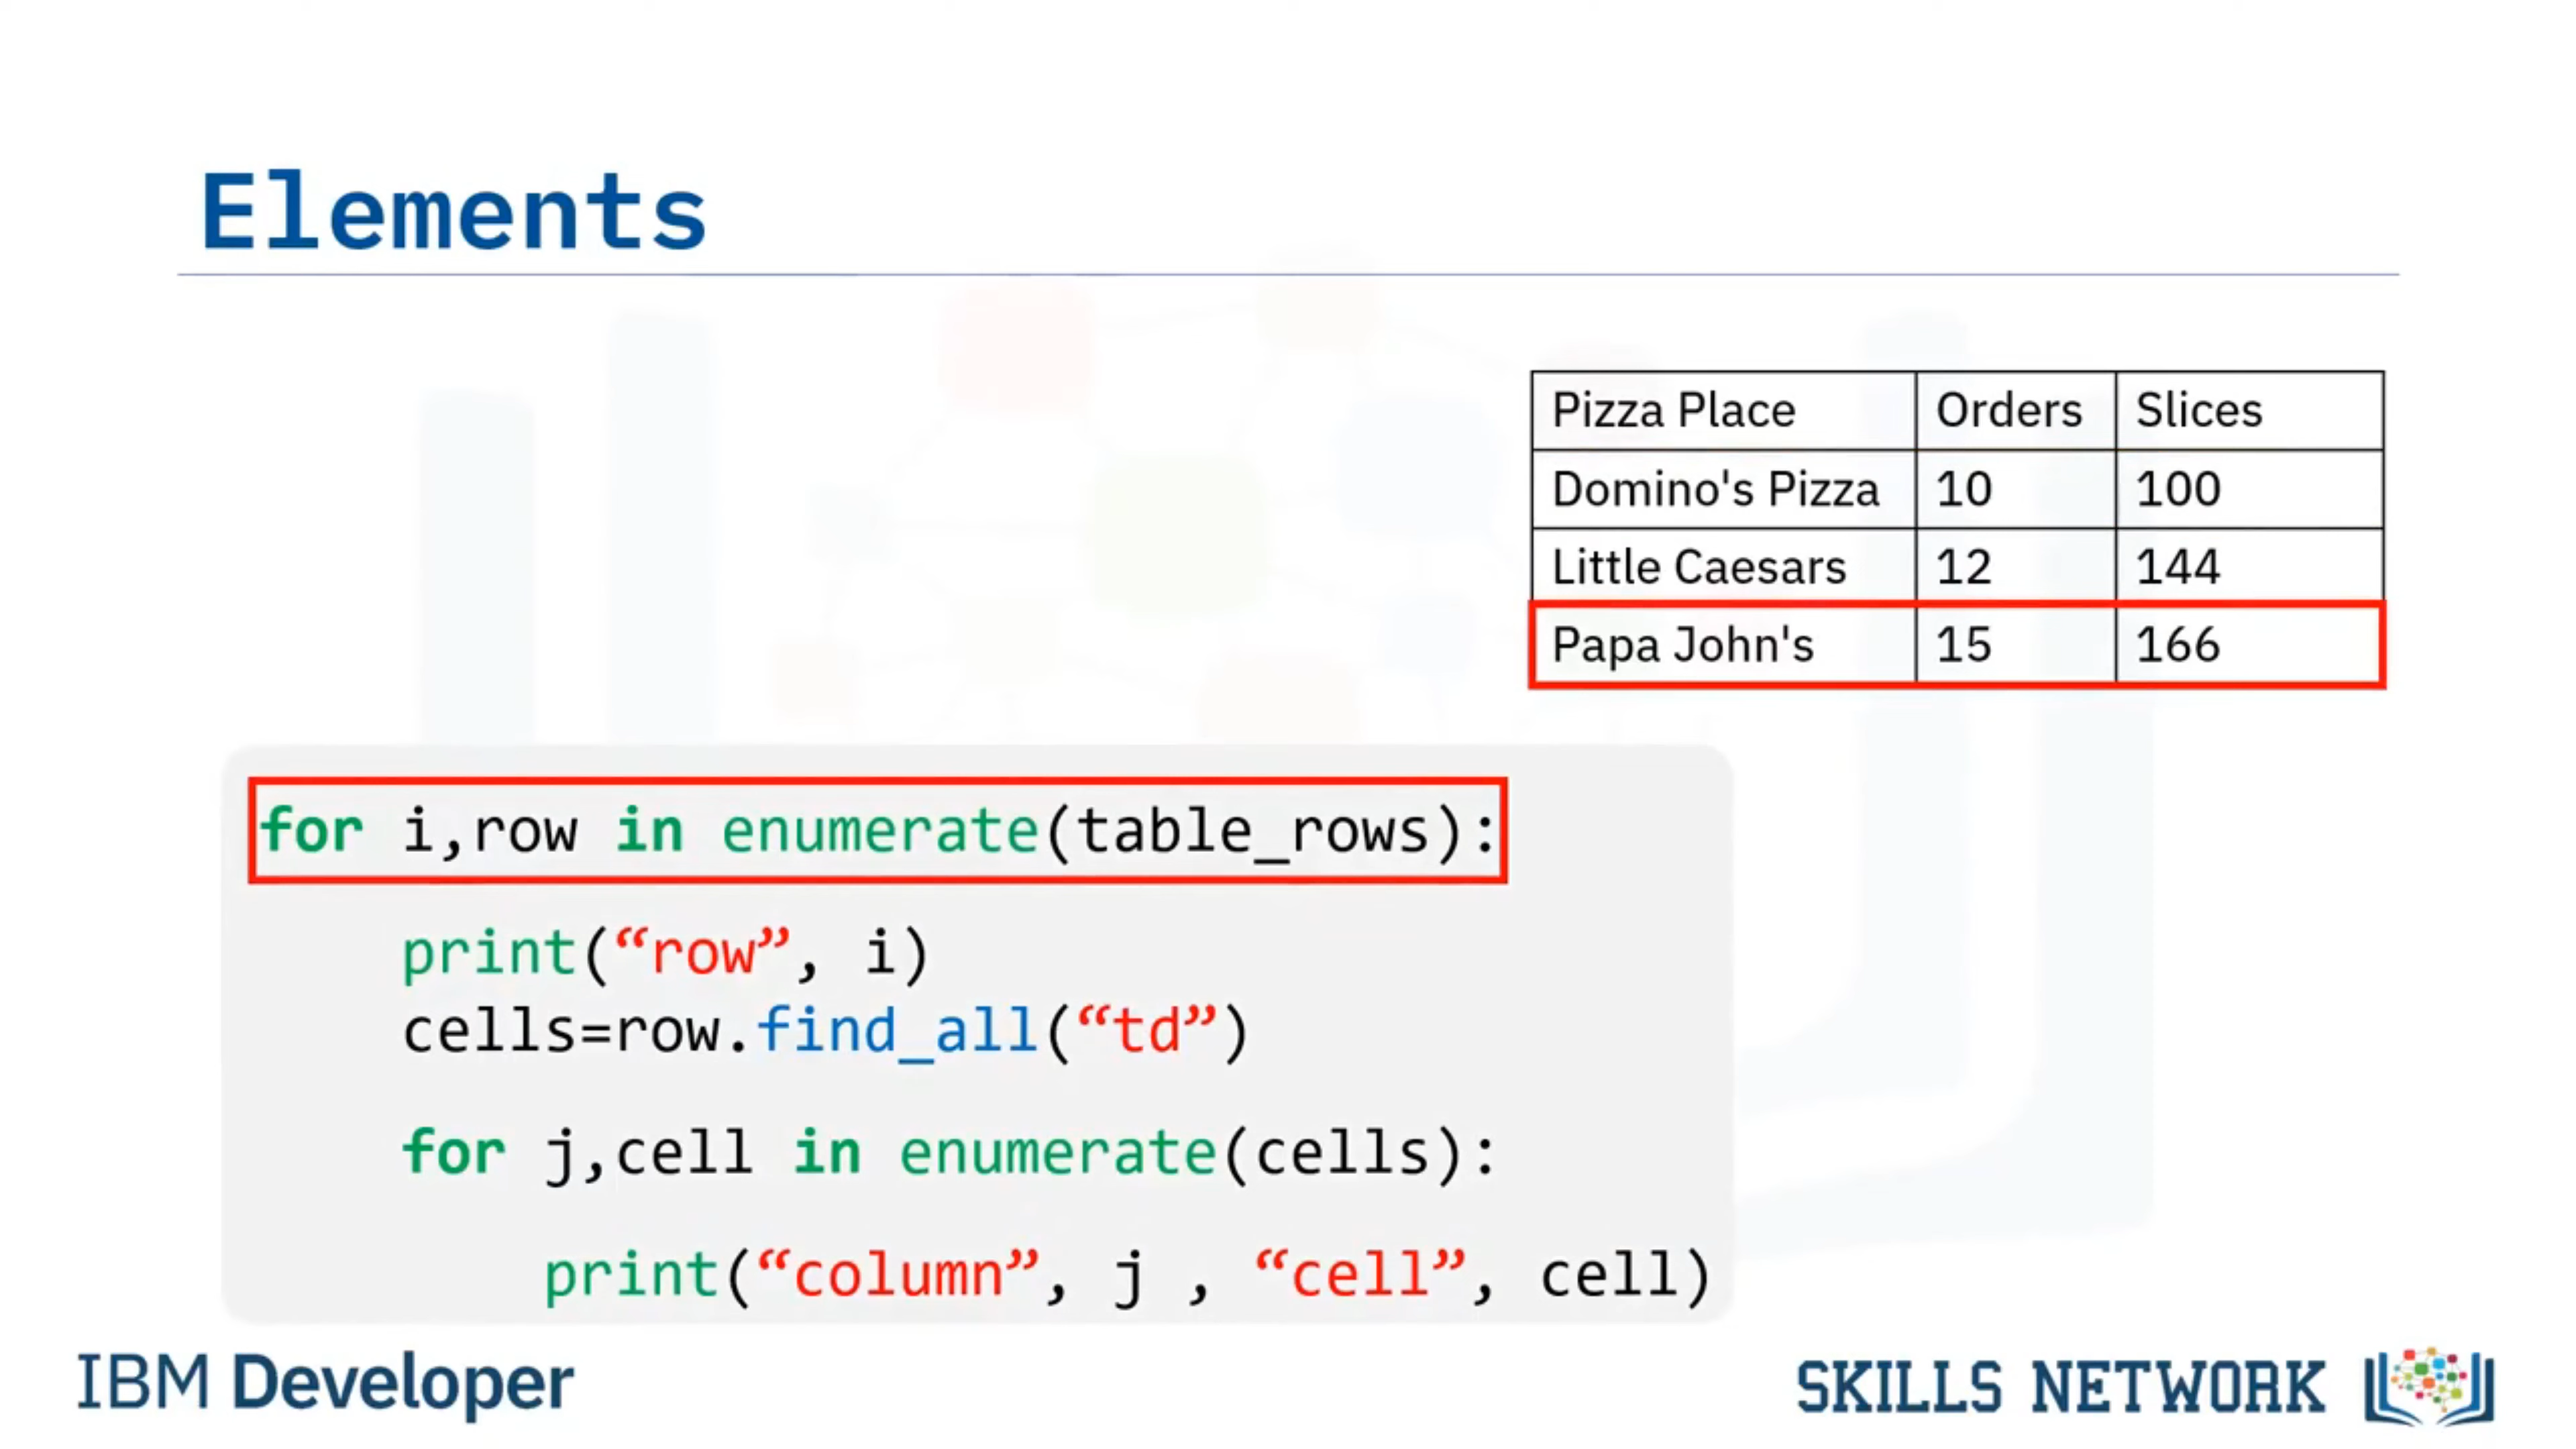 Elements
Pizza Place Orders Slices
Domino's Pizza 10 100
Little Caesars 12 144
Papa John's 15 166
for i,row in enumerate(table_rows):
print(“row”, i)
cells=row.find_all(“td”)
for j,cell in enumerate(cells):
print(“column”, j , “cell”, cell)
IBM Developer
SKILLS NETWORK